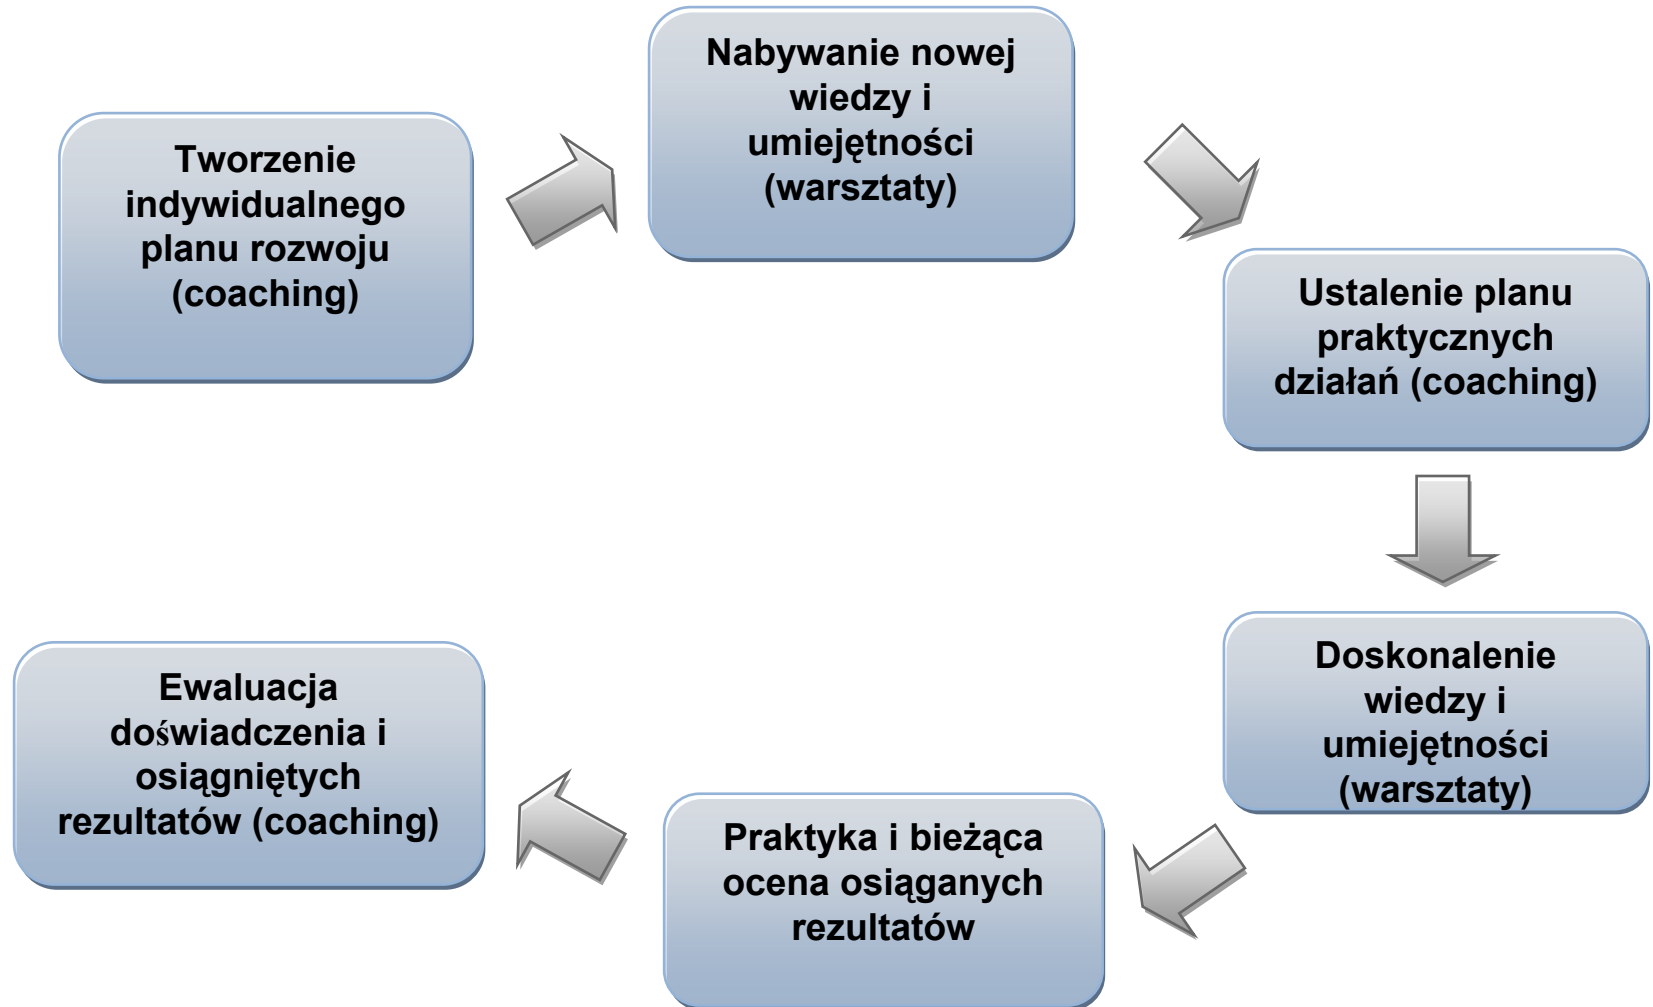 Tworzenie
indywidualnego
planu rozwoju
(coaching)
Nabywanie nowej
wiedzy i
umiejętności
(warsztaty)
Ustalenie planu
praktycznych
działań (coaching)
Doskonalenie
wiedzy i
umiejętności
(warsztaty)
Praktyka i bieżąca
ocena osiąganych
rezultatów
Ewaluacja
doświadczenia i
osiągniętych
rezultatów (coaching)